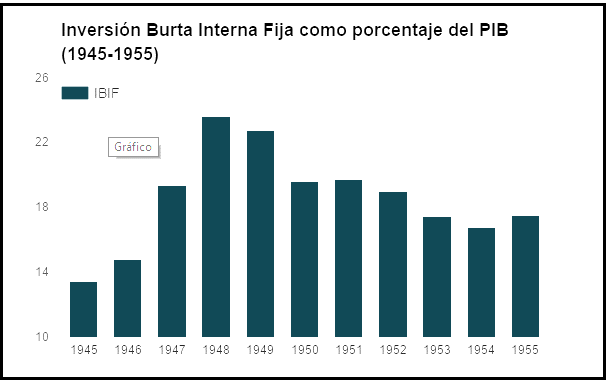 Inversión Burta Interna Fija como porcentaje del PIB
(1945-1955)
26
IBIF
22
Gráfico
18
14
10
1945 1946 1947 1948 1949 1950 1951 1952 1953 1954 1955